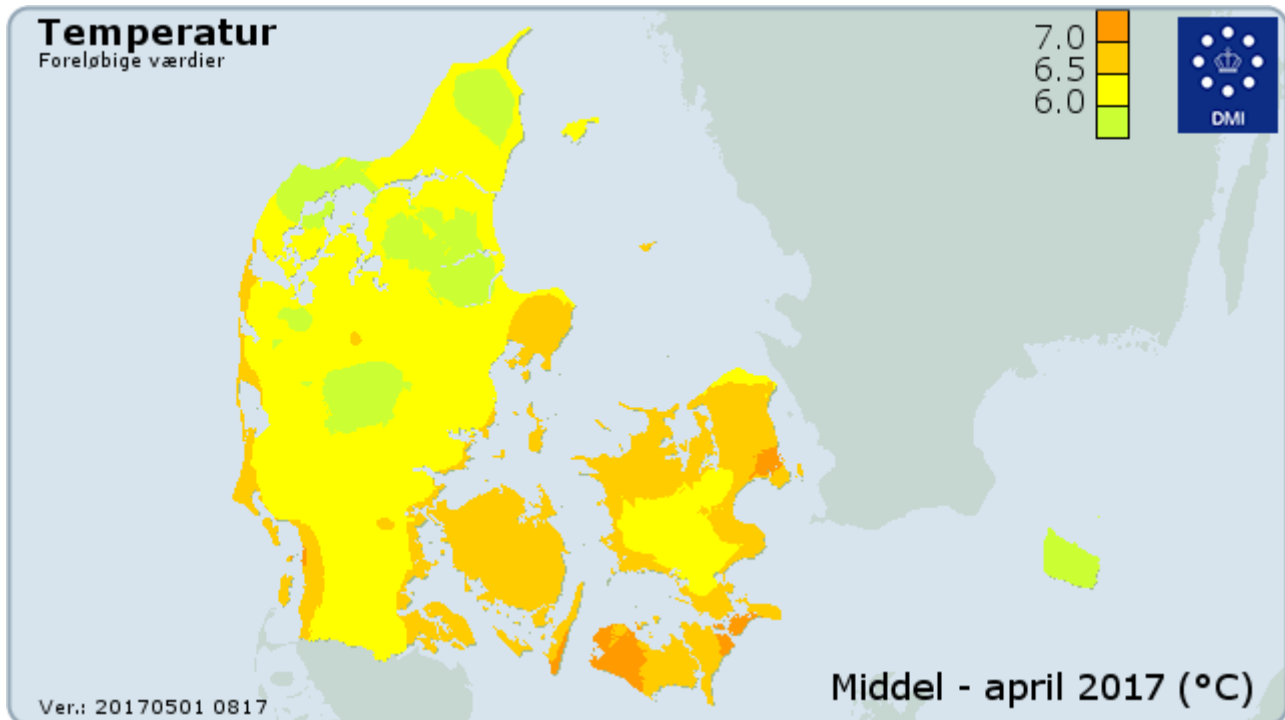 Temperatur
Foreløbige værdier
7.0
6.5
6.0
DMI
Middel - april 2017 (°C)
Ver.: 20170501 0817